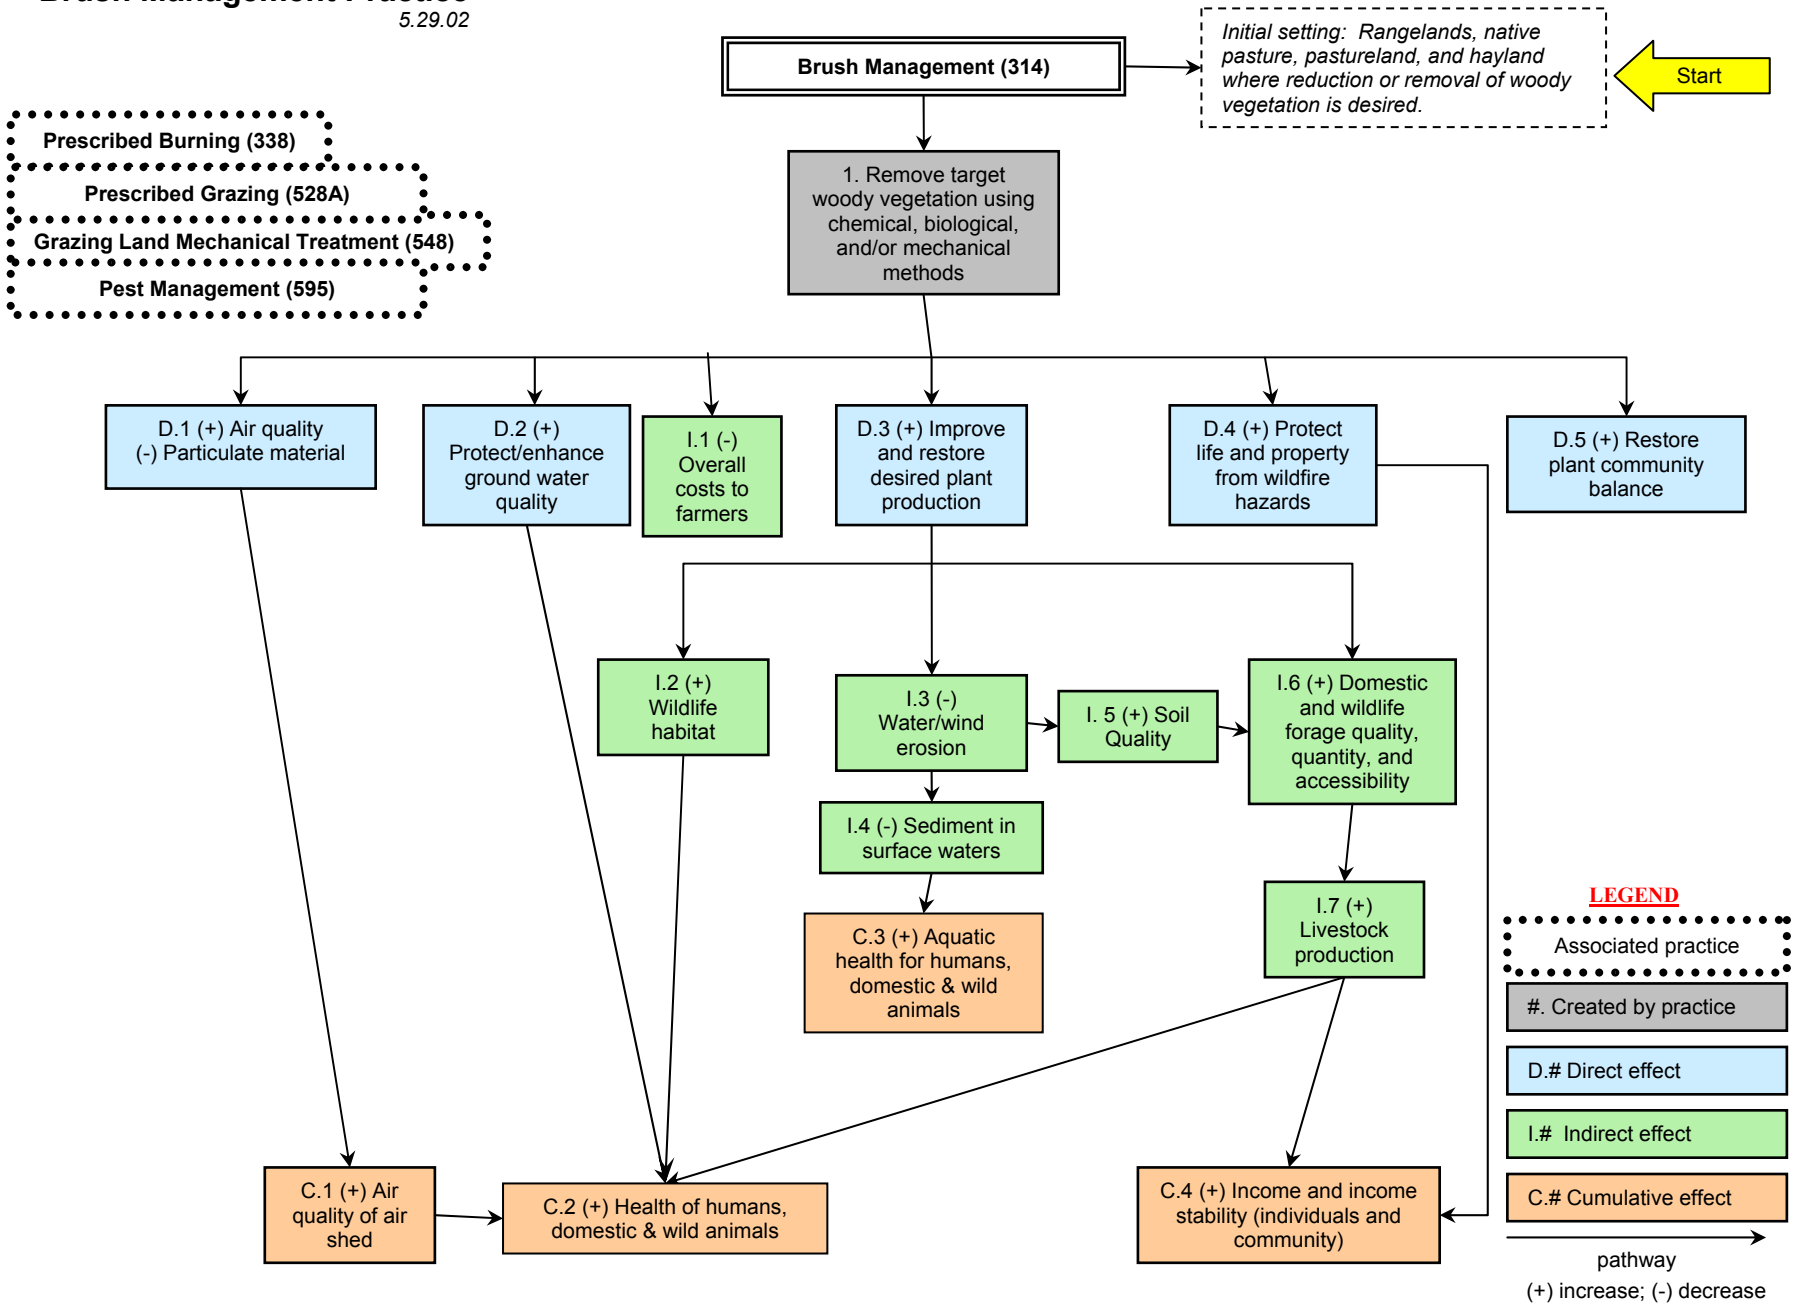 Brush Management Practice
5.29.02
Brush Management (314)
Initial setting: Rangelands, native
pasture, pastureland, and hayland
where reduction or removal of woody
vegetation is desired.
Start
Prescribed Burning (338)
Prescribed Grazing (528A)
Grazing Land Mechanical Treatment (548)
Pest Management (595)
1. Remove target
woody vegetation using
chemical, biological,
and/or mechanical
methods
D.1 (+) Air quality
(-) Particulate material
D.2 (+)
Protect/enhance
ground water
quality
I.1 (-)
Overall
costs to
farmers
D.3 (+) Improve
and restore
desired plant
production
D.4 (+) Protect
life and property
from wildfire
hazards
D.5 (+) Restore
plant community
balance
I.2 (+)
Wildlife
habitat
I.3 (-)
Water/wind
erosion
I. 5 (+) Soil
Quality
I.6 (+) Domestic
and wildlife
forage quality,
quantity, and
accessibility
I.4 (-) Sediment in
surface waters
I.7 (+)
Livestock
production
C.3 (+) Aquatic
health for humans,
domestic & wild
animals
C.1 (+) Air
quality of air
shed
C.2 (+) Health of humans,
domestic & wild animals
C.4 (+) Income and income
stability (individuals and
community)
LEGEND
Associated practice
#. Created by practice
D.# Direct effect
I.# Indirect effect
C.# Cumulative effect
pathway
(+) increase; (-) decrease